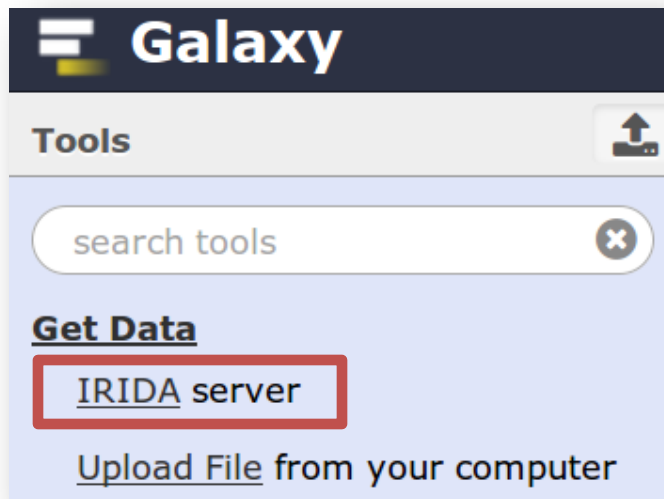 Galaxy
Tools
search tools
Get Data
IRIDA server
Upload File from your computer